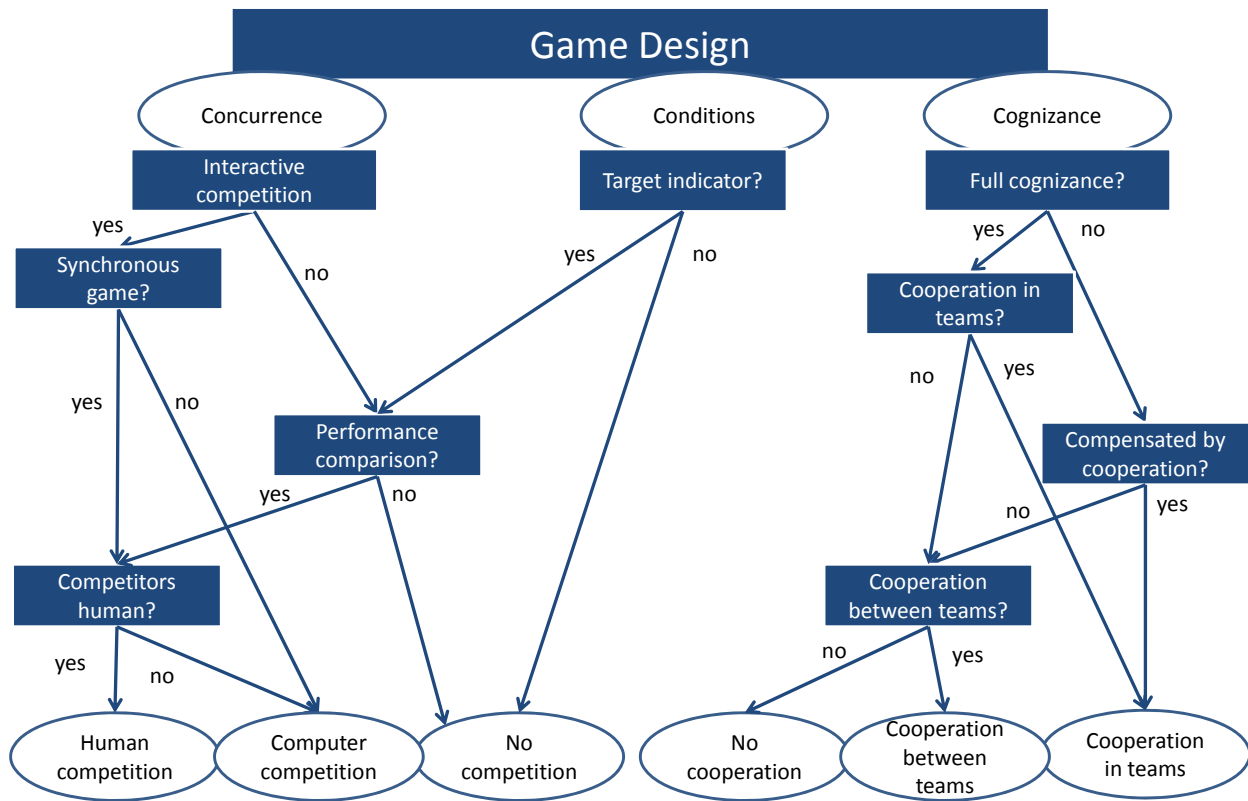 Game Design
Concurrence
Conditions
Cognizance
Interactive
competition
Target indicator?
Full cognizance?
yes
no
yes
no
yes
no
Synchronous
game?
Cooperation in
teams?
yes
no
no
yes
Performance
comparison?
Compensated by
cooperation?
yes
no
no
yes
Competitors
human?
Cooperation
between teams?
yes
no
no
yes
Human
competition
Computer
competition
No
competition
No
cooperation
Cooperation
between
teams
Cooperation
in teams